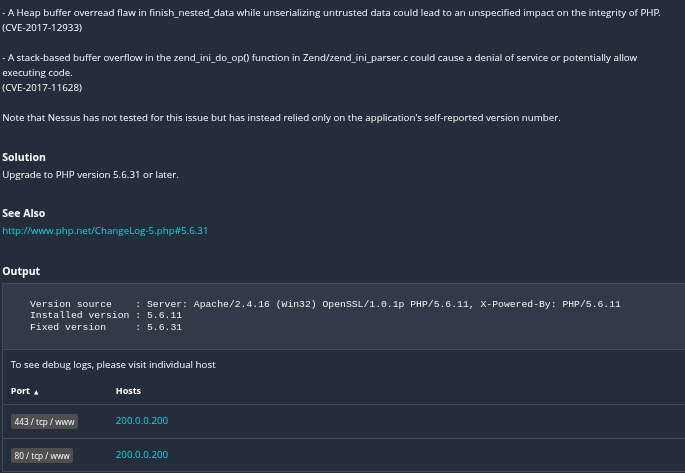 - A Heap buffer overread flaw in finish_nested_data while unserializing untrusted data could lead to an unspecified impact on the integrity of PHP.
(CVE-2017-12933)
- A stack-based buffer overflow in the zend_ini_do_op() function in Zend/zend_ini_parser.c could cause a denial of service or potentially allow
executing code.
(CVE-2017-11628)
Note that Nessus has not tested for this issue but has instead relied only on the application's self-reported version number.
Solution
Upgrade to PHP version 5.6.31 or later.
See Also
http://www.php.net/ChangeLog-5.php#5.6.31
Output
Version source    : Server: Apache/2.4.16 (Win32) OpenSSL/1.0.1p PHP/5.6.11, X-Powered-By: PHP/5.6.11
Installed version : 5.6.11
Fixed version     : 5.6.31
To see debug logs, please visit individual host
Port ▲ Hosts
443 / tcp / www 200.0.0.200
80 / tcp / www 200.0.0.200